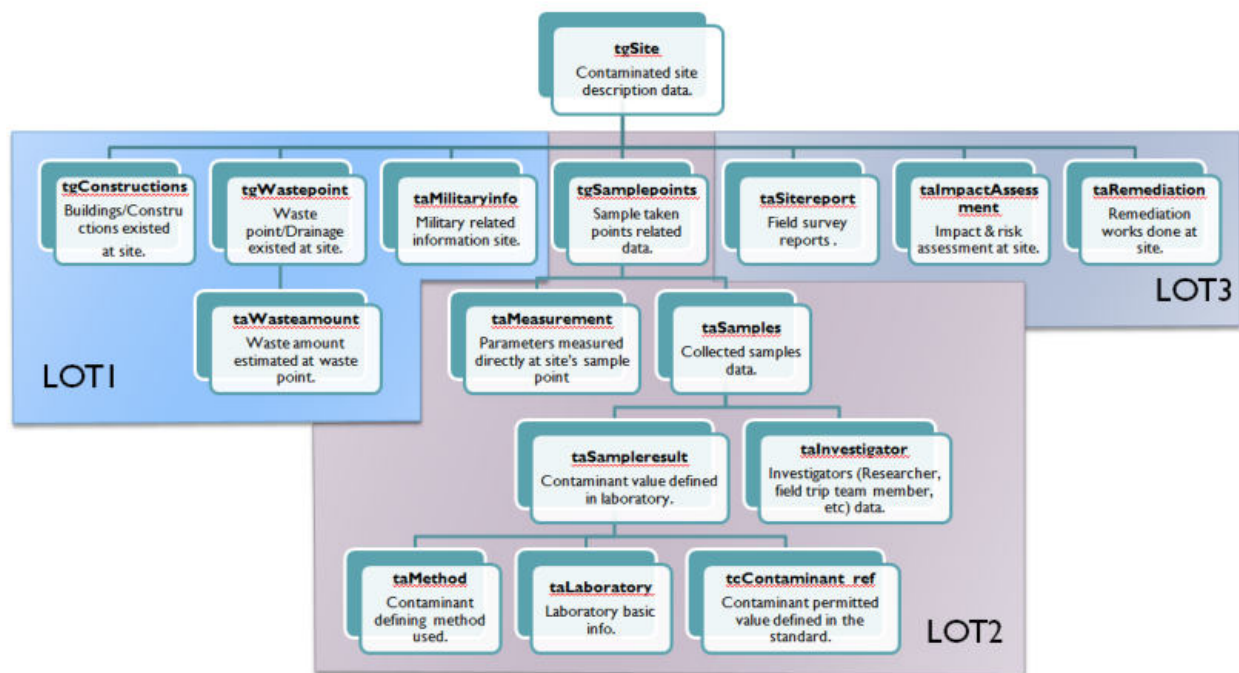 tgSite
Contaminated site
description data.
tgConstructions
Buildings/Constru
ctions existed
at site.
tgWastepoint
Waste
point/Drainage
existed at site.
taMilitaryinfo
Military related
information site.
tgSamplepoints
Sample taken
points related
data.
taSitereport
Field survey
reports .
taImpactAssess
ment
Impact & risk
assessment at site.
taRemediation
Remediation
works done at
site.
LOT3
taWasteamount
Waste amount
estimated at waste
point.
LOT1
taMeasurement
Parameters measured
directly at site's sample
point
taSamples
Collected samples
data.
taSampleresult
Contaminant value defined
in laboratory.
taInvestigator
Investigators (Researcher,
field trip team member,
etc) data.
taMethod
Contaminant
defining method
used.
taLaboratory
Laboratory basic
info.
tcContaminant_ref
Contaminant permitted
value defined in the
standard.
LOT2